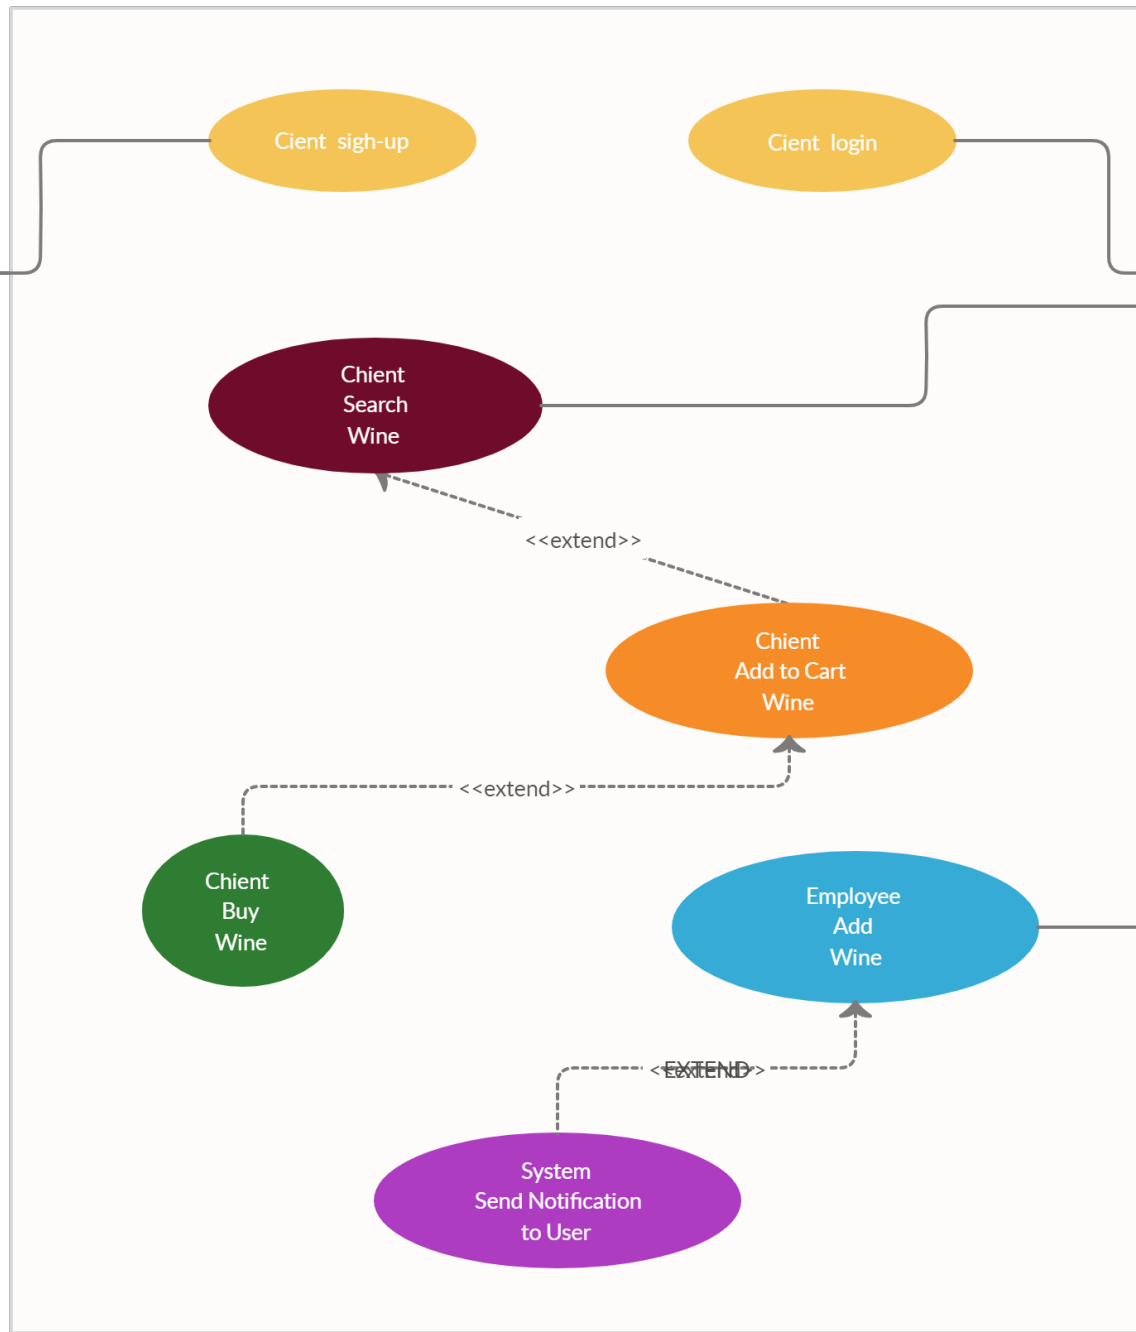 Cient sigh-up
Cient login
Chient
Search
Wine
<<extend>>
Chient
Add to Cart
Wine
<<extend>>
Chient
Buy
Wine
Employee
Add
Wine
System
Send Notification
to User